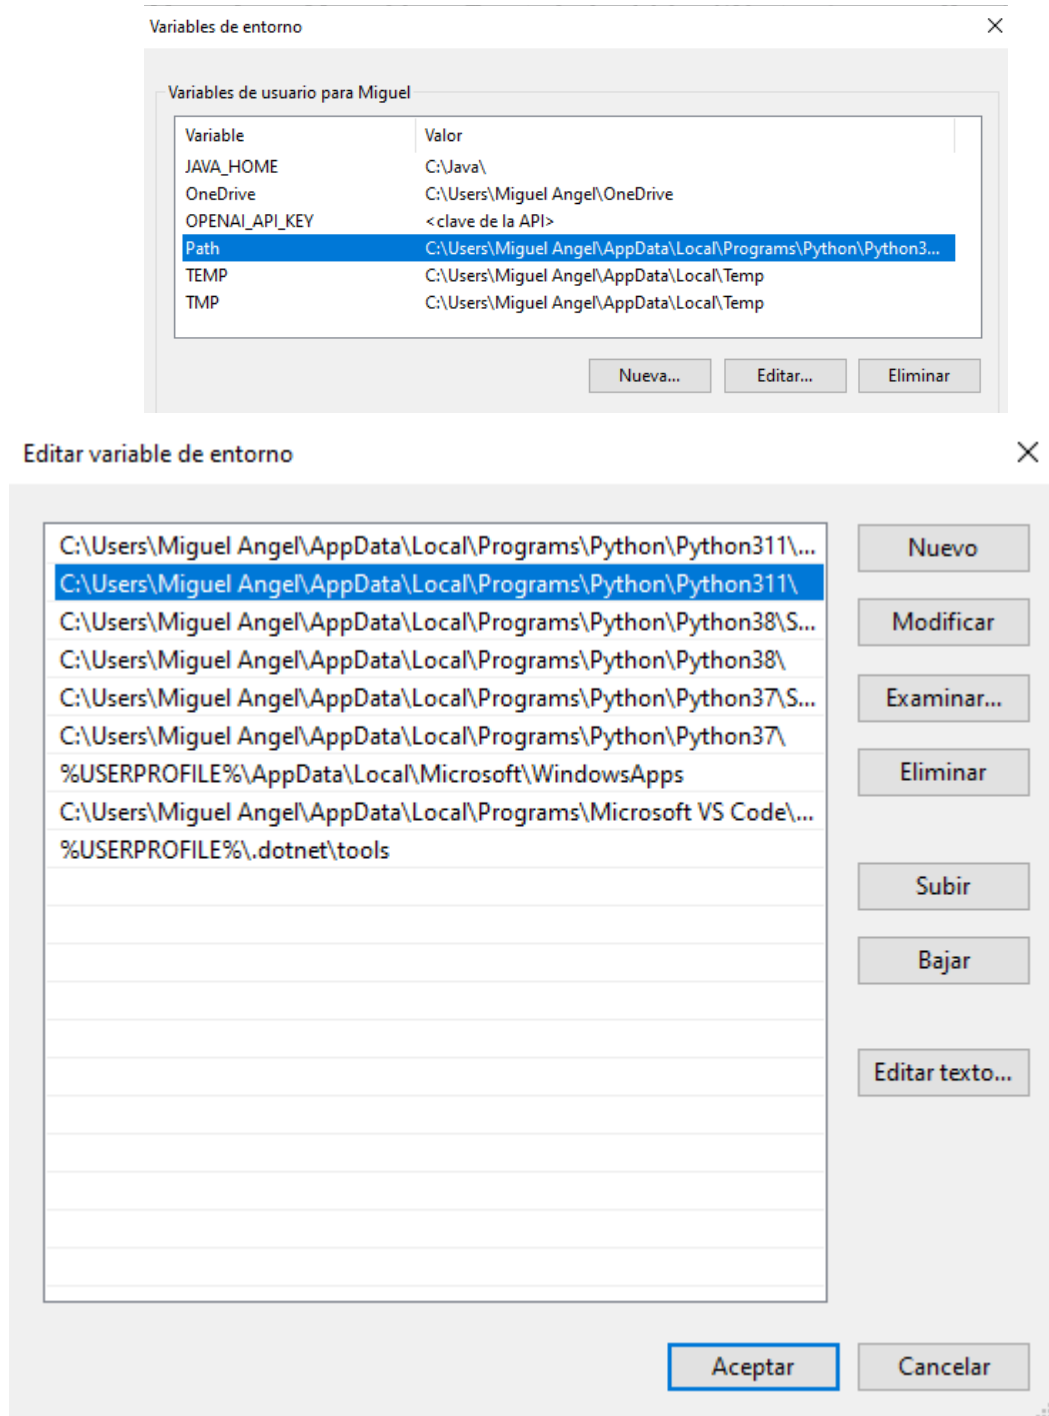 Variables de entorno
Variables de usuario para Miguel
Variable Valor
JAVA_HOME C:\Java\
OneDrive C:\Users\Miguel Angel\OneDrive
OPENAI_API_KEY <clave de la API>
Path C:\Users\Miguel Angel\AppData\Local\Programs\Python\Python3...
TEMP C:\Users\Miguel Angel\AppData\Local\Temp
TMP C:\Users\Miguel Angel\AppData\Local\Temp
Nueva... Editar... Eliminar
Editar variable de entorno
C:\Users\Miguel Angel\AppData\Local\Programs\Python\Python311\... Nuevo
C:\Users\Miguel Angel\AppData\Local\Programs\Python\Python311\
C:\Users\Miguel Angel\AppData\Local\Programs\Python\Python38\S... Modificar
C:\Users\Miguel Angel\AppData\Local\Programs\Python\Python38\
C:\Users\Miguel Angel\AppData\Local\Programs\Python\Python37\S... Examinar...
C:\Users\Miguel Angel\AppData\Local\Programs\Python\Python37\
%USERPROFILE%\AppData\Local\Microsoft\WindowsApps Eliminar
C:\Users\Miguel Angel\AppData\Local\Programs\Microsoft VS Code\...
%USERPROFILE%\.dotnet\tools
Subir
Bajar
Editar texto...
Aceptar Cancelar